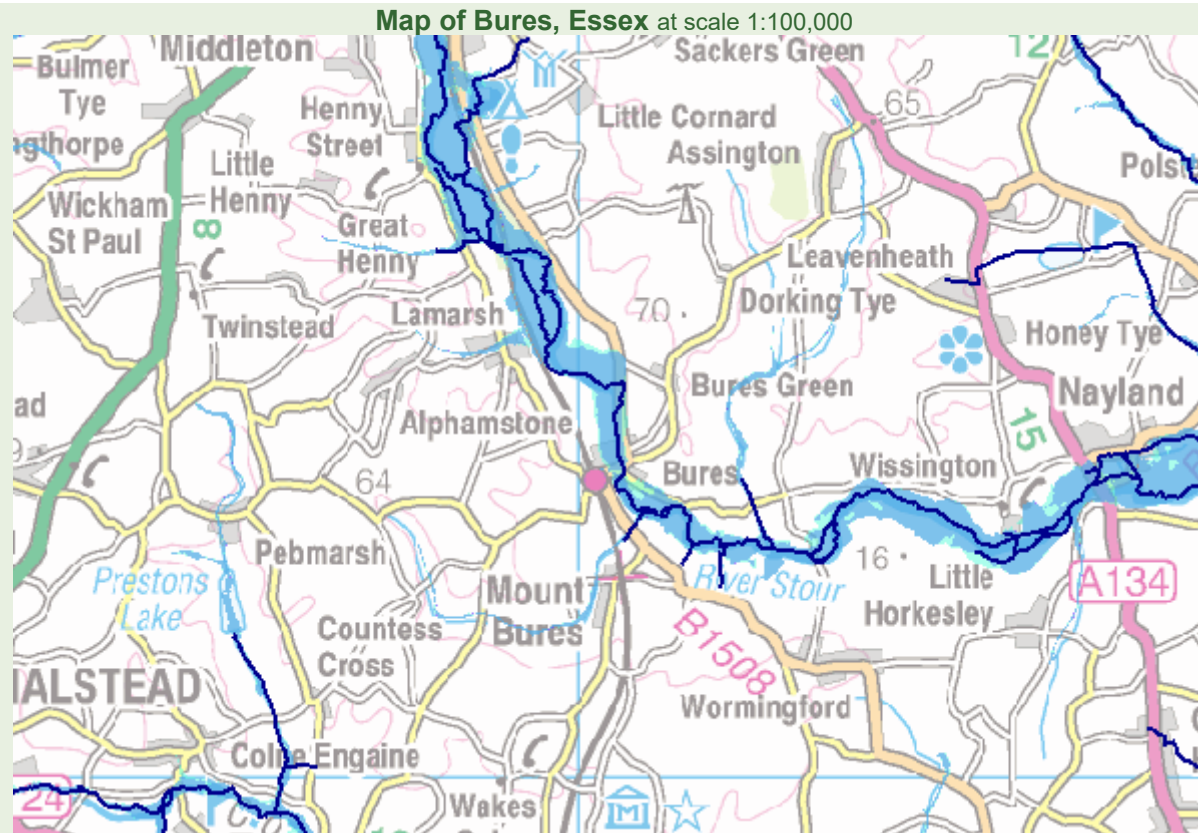 Map of Bures, Essex at scale 1:100,000
Middleton
Sackers Green
12
Bulmer
Tye
Henny
Street
65
Little Cornard
Assington
gthorpe
Little
Henny
Wickham
St Paul
8
Great
Henny
Leavenheath
Lamarsh
70
Dorking Tye
Twinstead
Honey Tye
Bures Green
Nayland
ad
Alphamstone
15
64
Bures
Wissington
Pebmarsh
16
Prestons
Lake
Mount
Bures
River Stour
Little
Horkesley
A134
Countess
Cross
B1508
ALSTEAD
Wormingford
Colne Engaine
24
Wakes